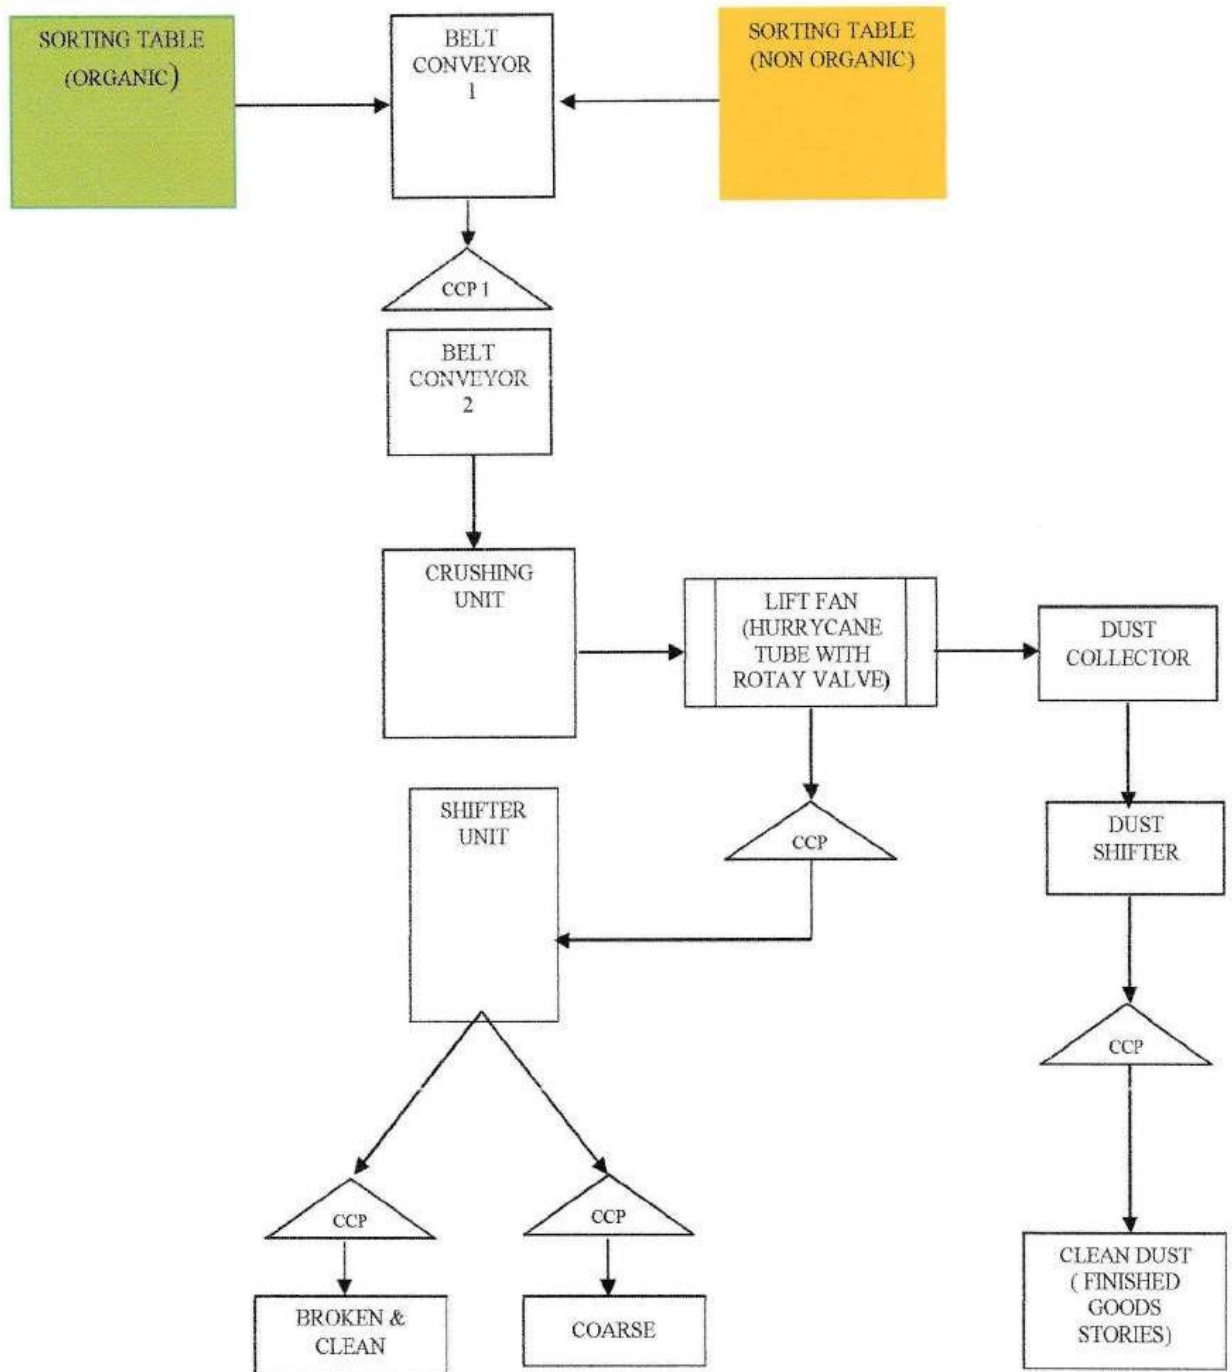 SORTING TABLE
(ORGANIC)
BELT
CONVEYOR
1
SORTING TABLE
(NON ORGANIC)
CCP 1
BELT
CONVEYOR
2
CRUSHING
UNIT
LIFT FAN
(HURRYCANE
TUBE WITH
ROTAY VALVE)
DUST
COLLECTOR
SHIFTER
UNIT
CCP
DUST
SHIFTER
CCP
CCP
CCP
BROKEN &
CLEAN
COARSE
CLEAN DUST
( FINISHED
GOODS
STORIES)